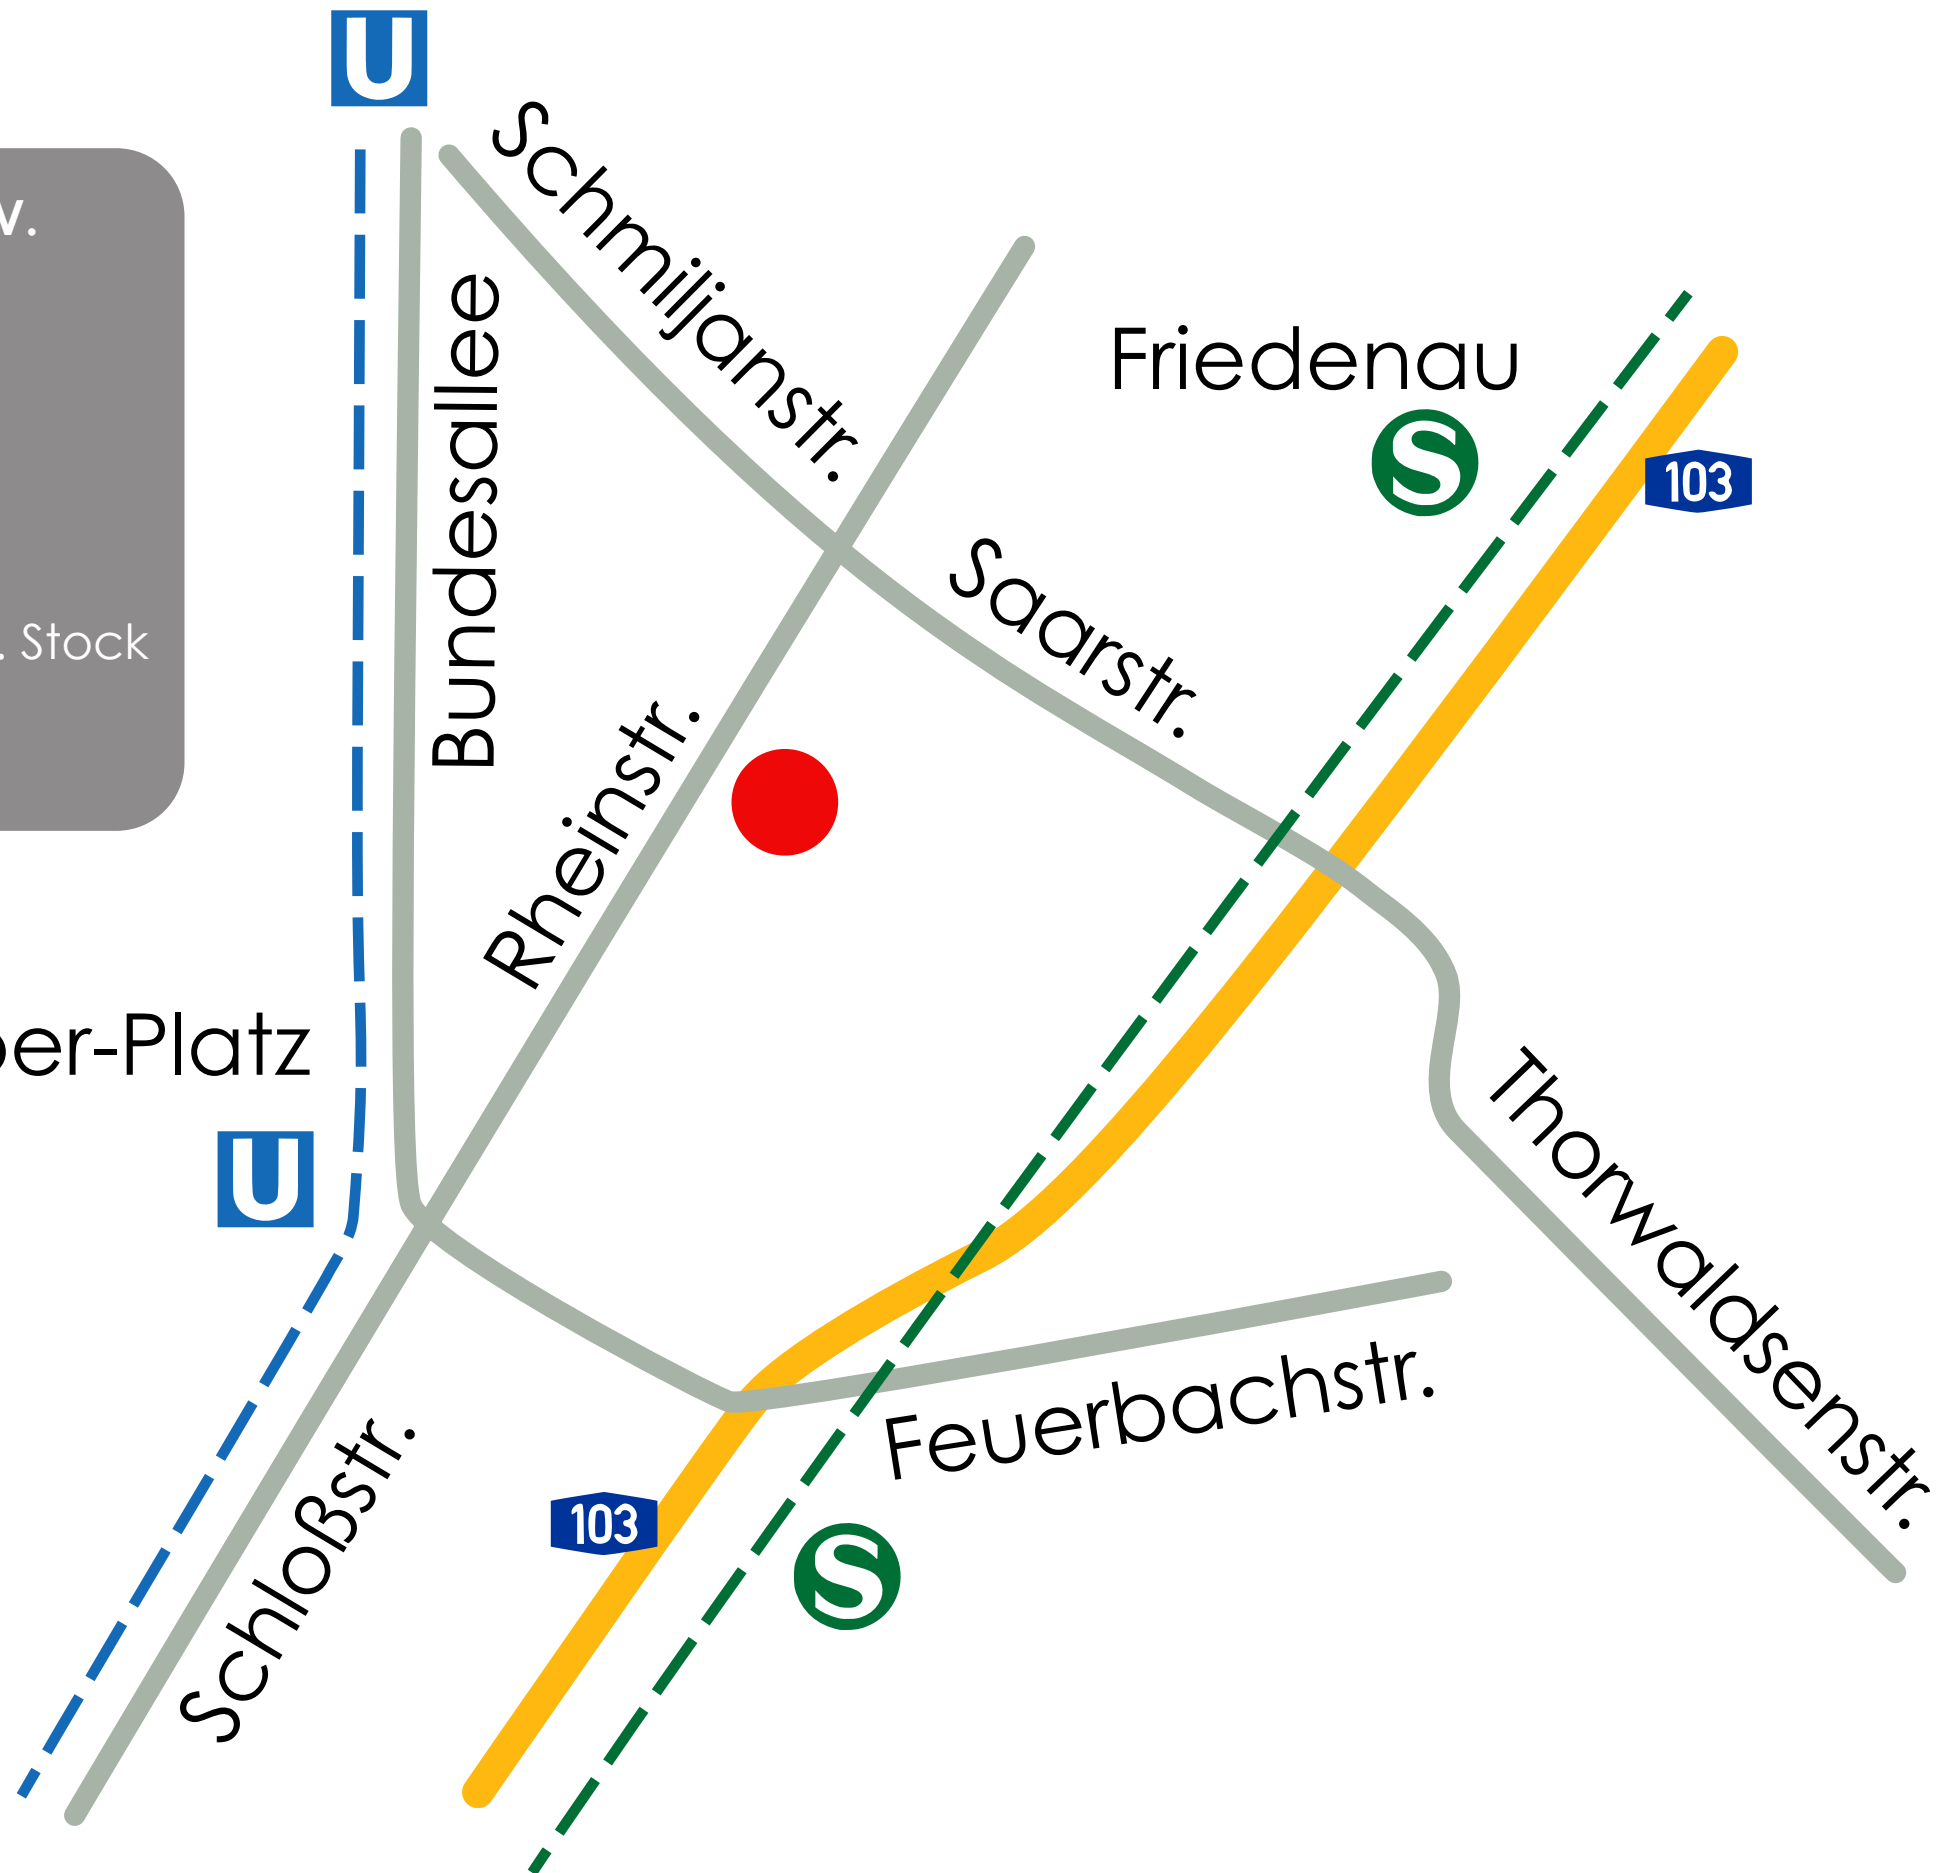 U
Schmiljanstr.
v.
Bundesallee
Friedenau
S
103
Saarstr.
. Stock
Rheinstr.
er-Platz
U
Thorwaldsenstr.
Feuerbachstr.
Schloßstr.
103
S